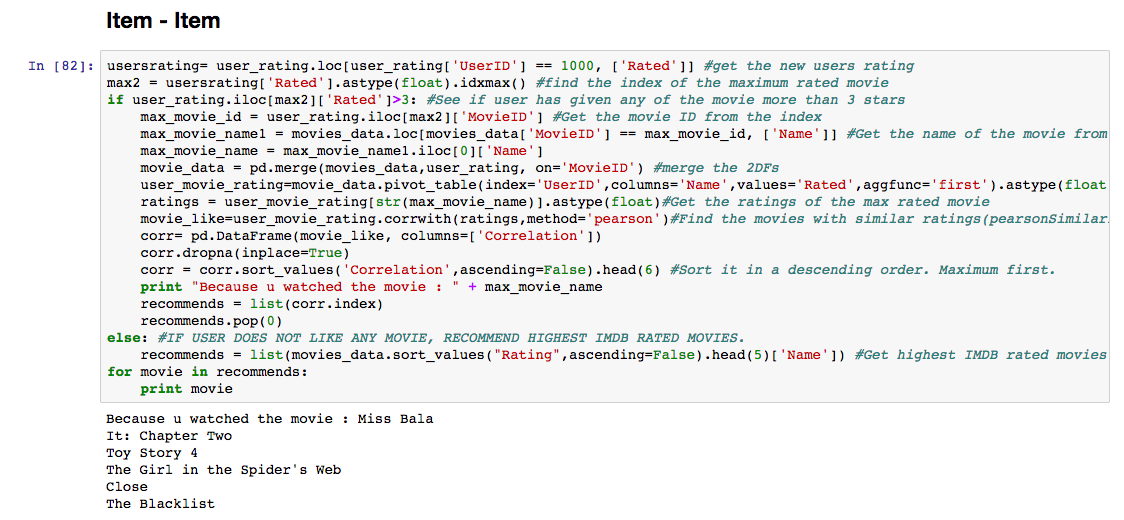 Item - Item
In [82]: usersrating= user_rating.loc[user_rating['UserID'] == 1000, ['Rated']] #get the new users rating
max2 = usersrating['Rated'].astype(float).idxmax() #find the index of the maximum rated movie
if user_rating.iloc[max2]['Rated']>3: #See if user has given any of the movie more than 3 stars
    max_movie_id = user_rating.iloc[max2]['MovieID'] #Get the movie ID from the index
    max_movie_name1 = movies_data.loc[movies_data['MovieID'] == max_movie_id, ['Name']] #Get the name of the movie from
    max_movie_name = max_movie_name1.iloc[0]['Name']
    movie_data = pd.merge(movies_data,user_rating, on='MovieID') #merge the 2DFs
    user_movie_rating=movie_data.pivot_table(index='UserID',columns='Name',values='Rated',aggfunc='first').astype(float
    ratings = user_movie_rating[str(max_movie_name)].astype(float)#Get the ratings of the max rated movie
    movie_like=user_movie_rating.corrwith(ratings,method='pearson')#Find the movies with similar ratings(pearsonSimilar
    corr= pd.DataFrame(movie_like, columns=['Correlation'])
    corr.dropna(inplace=True)
    corr = corr.sort_values('Correlation',ascending=False).head(6) #Sort it in a descending order. Maximum first.
    print "Because u watched the movie : " + max_movie_name
    recommends = list(corr.index)
    recommends.pop(0)
else: #IF USER DOES NOT LIKE ANY MOVIE, RECOMMEND HIGHEST IMDB RATED MOVIES.
    recommends = list(movies_data.sort_values("Rating",ascending=False).head(5)['Name']) #Get highest IMDB rated movies
for movie in recommends:
    print movie
Because u watched the movie : Miss Bala
It: Chapter Two
Toy Story 4
The Girl in the Spider's Web
Close
The Blacklist